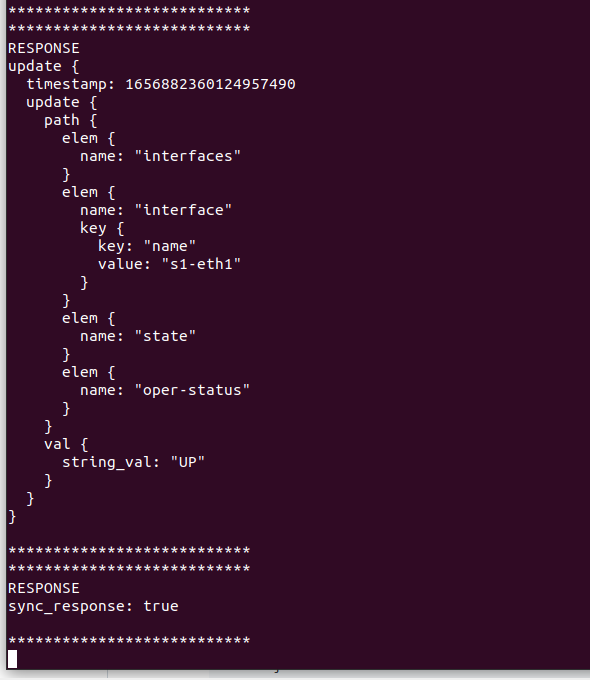 ***************************
***************************
RESPONSE
update {
  timestamp: 1656882360124957490
  update {
    path {
      elem {
        name: "interfaces"
      }
      elem {
        name: "interface"
        key {
          key: "name"
          value: "s1-eth1"
        }
      }
      elem {
        name: "state"
      }
      elem {
        name: "oper-status"
      }
    }
    val {
      string_val: "UP"
    }
  }
}

***************************
***************************
RESPONSE
sync_response: true

***************************